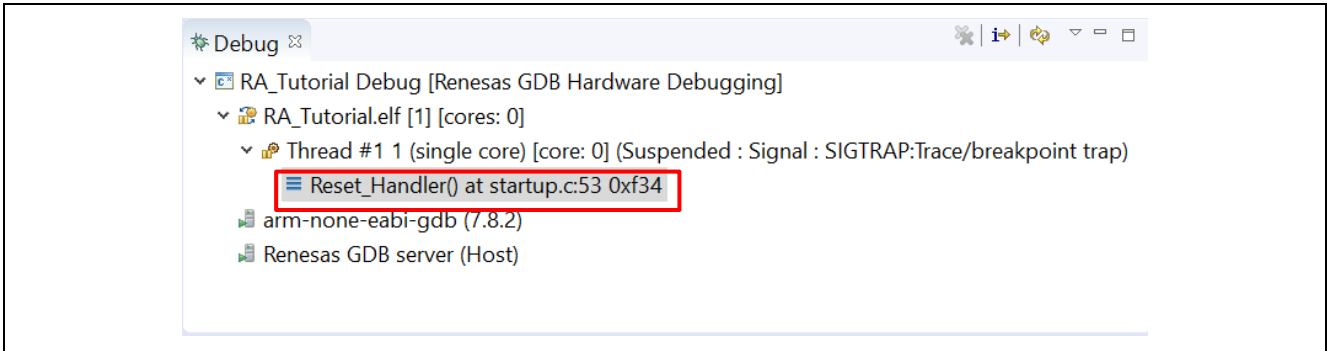 Debug
RA_Tutorial Debug [Renesas GDB Hardware Debugging]
RA_Tutorial.elf [1] [cores: 0]
Thread #1 1 (single core) [core: 0] (Suspended : Signal : SIGTRAP:Trace/breakpoint trap)
Reset_Handler() at startup.c:53 0xf34
arm-none-eabi-gdb (7.8.2)
Renesas GDB server (Host)